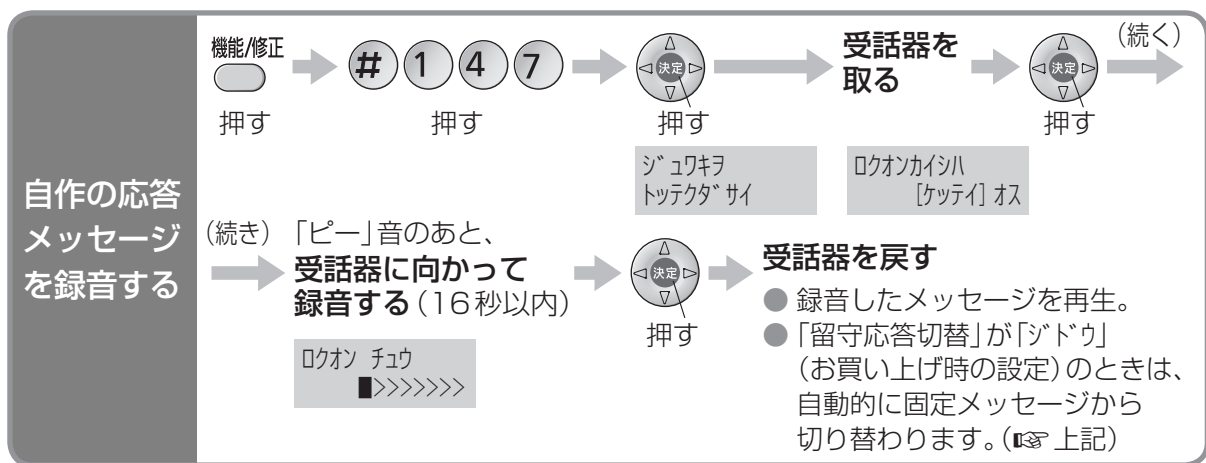 自作の応答
メッセージ
を録音する
機能/修正
押す
# 1 4 7
押す
決定
押す
ｼﾞｭﾜｷｦ
ﾄｯﾃｸﾀﾞｻｲ
受話器を
取る
決定
押す
ﾛｸｵﾝｶｲｼﾊ
[ｹｯﾃｲ] ｵｽ
(続く)
(続き)
「ピー」音のあと、
受話器に向かって
録音する(16秒以内)
ﾛｸｵﾝ ﾁｭｳ
■>>>>>>>
決定
押す
受話器を戻す
● 録音したメッセージを再生。
● 「留守応答切替」が「ｼﾞﾄﾞｳ」
(お買い上げ時の設定)のときは、
自動的に固定メッセージから
切り替わります。(☞ 上記)